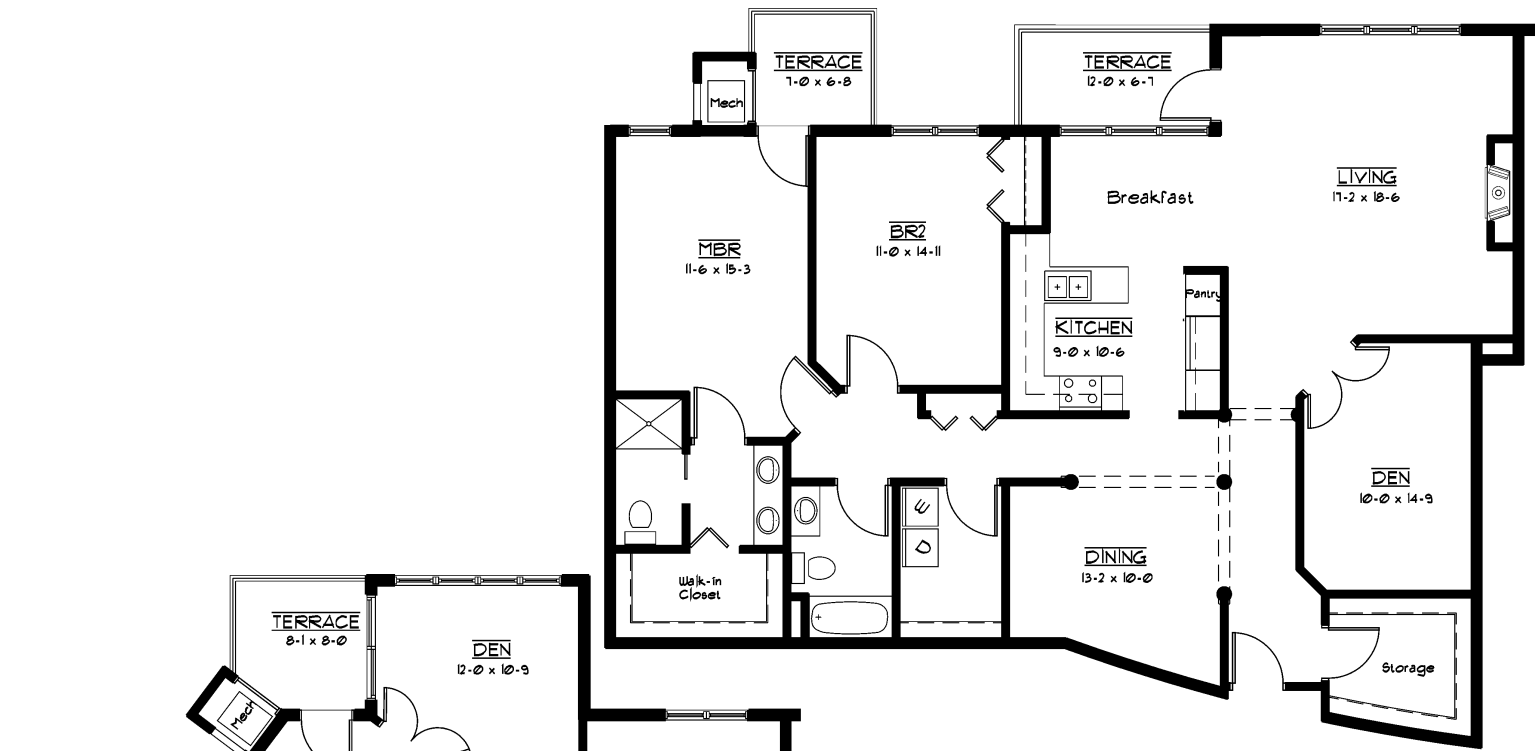 TERRACE
7-0 x 6-8
Mech
TERRACE
12-0 x 6-7
LIVING
17-2 x 18-6
Breakfast
MBR
11-6 x 15-3
BR2
11-0 x 14-11
Pantry
KITCHEN
9-0 x 10-6
DEN
10-0 x 14-9
W
D
DINING
13-2 x 10-0
Walk-in
Closet
Storage
TERRACE
8-1 x 8-0
DEN
12-0 x 10-9
Mech